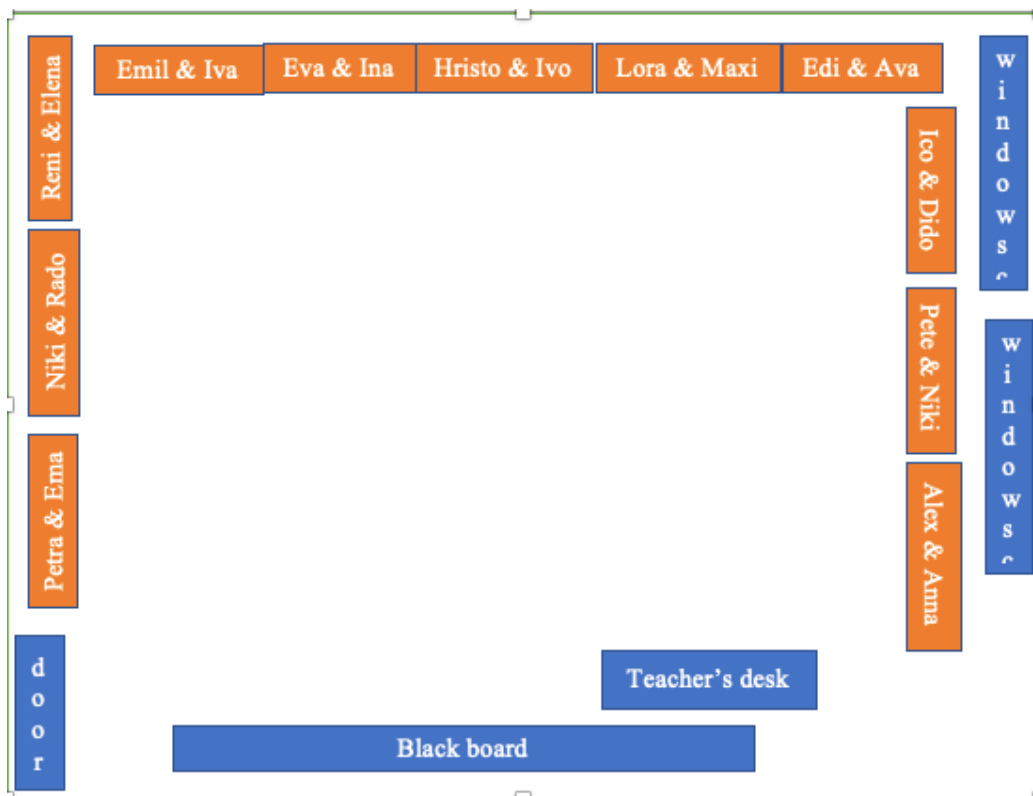 Emil & Iva
Eva & Ina
Hristo & Ivo
Lora & Maxi
Edi & Ava
Reni & Elena
Niki & Rado
Petra & Ema
Ico & Dido
Pete & Niki
Alex & Anna
windows
windows
door
Teacher's desk
Black board